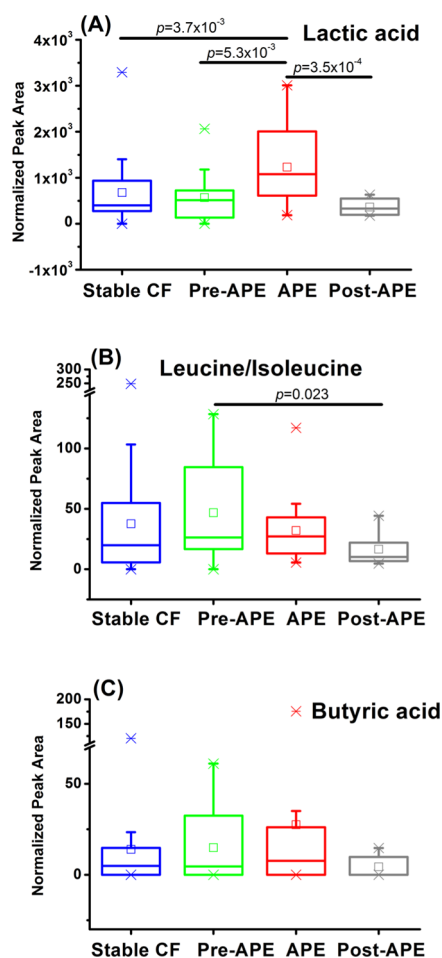 (A)
p=3.7x10⁻³
Lactic acid
p=5.3x10⁻³
p=3.5x10⁻⁴
4x10³
3x10³
2x10³
1x10³
0
-1x10³
Normalized Peak Area
Stable CF Pre-APE APE Post-APE
(B)
Leucine/Isoleucine
p=0.023
300
250
100
50
0
Normalized Peak Area
Stable CF Pre-APE APE Post-APE
(C)
Butyric acid
200
150
50
0
Normalized Peak Area
Stable CF Pre-APE APE Post-APE